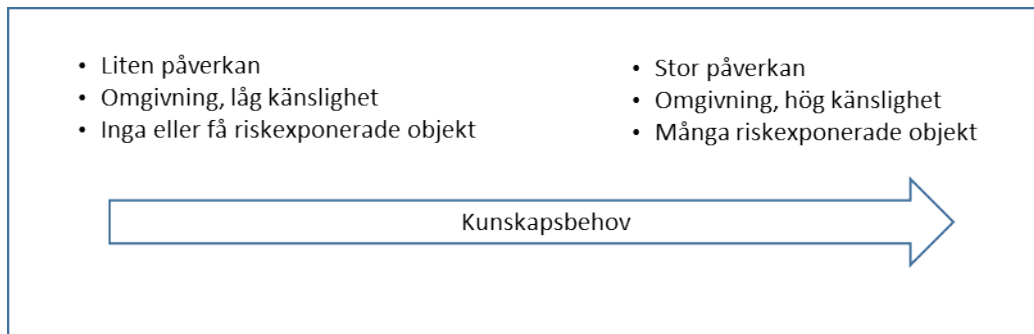 • Liten påverkan
• Omgivning, låg känslighet
• Inga eller få riskexponerade objekt
• Stor påverkan
• Omgivning, hög känslighet
• Många riskexponerade objekt
Kunskapsbehov